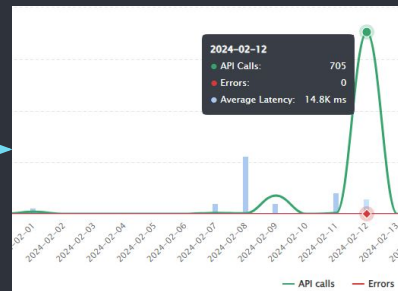 2024-02-12
API Calls: 705
Errors: 0
Average Latency: 14.8K ms
-02-01
2024-02-02
2024-02-03
2024-02-04
2024-02-05
2024-02-06
2024-02-07
2024-02-08
2024-02-09
2024-02-10
2024-02-11
2024-02-12
2024-02-13
API calls
Errors